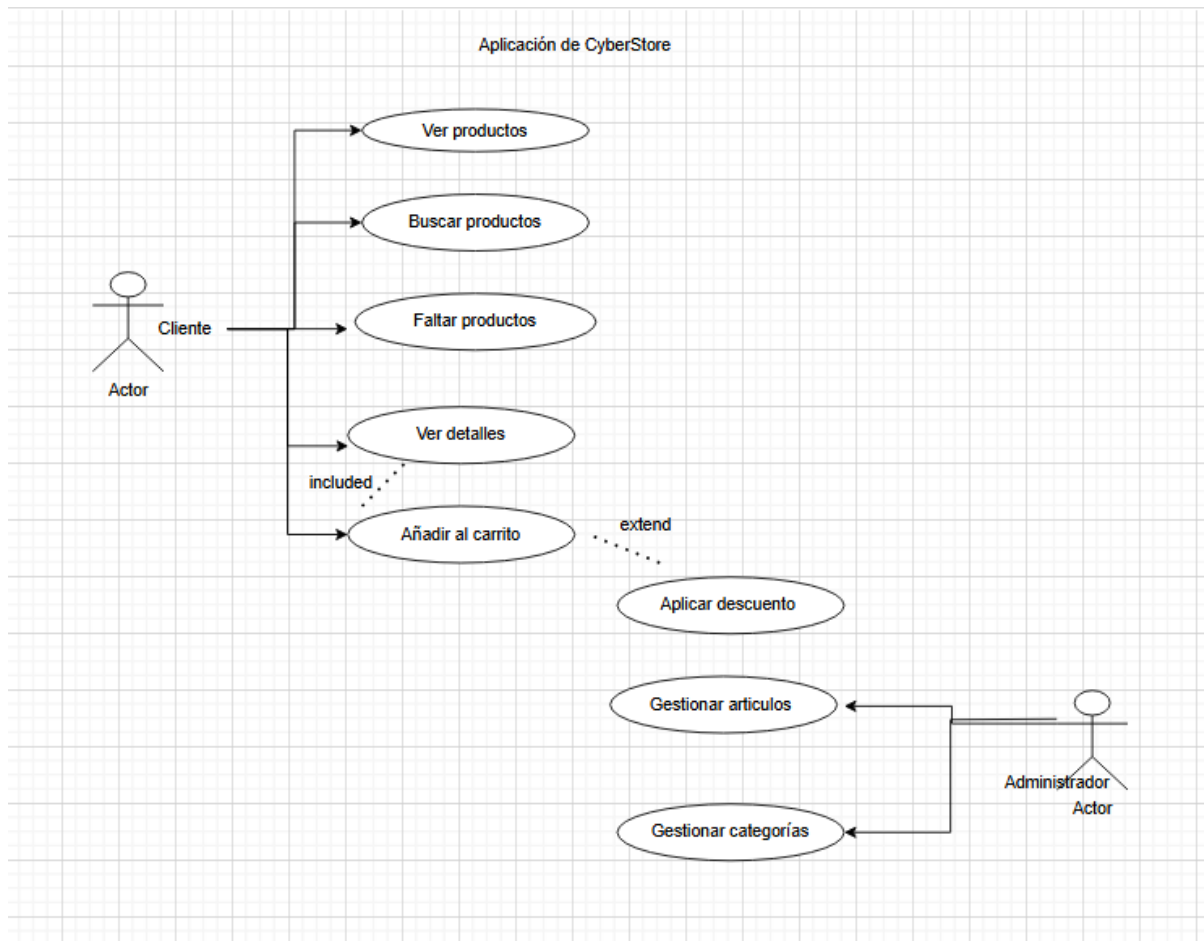 Aplicación de CyberStore
Ver productos
Buscar productos
Faltar productos
Cliente
Actor
Ver detalles
included
Añadir al carrito
extend
Aplicar descuento
Gestionar articulos
Administrador
Actor
Gestionar categorías